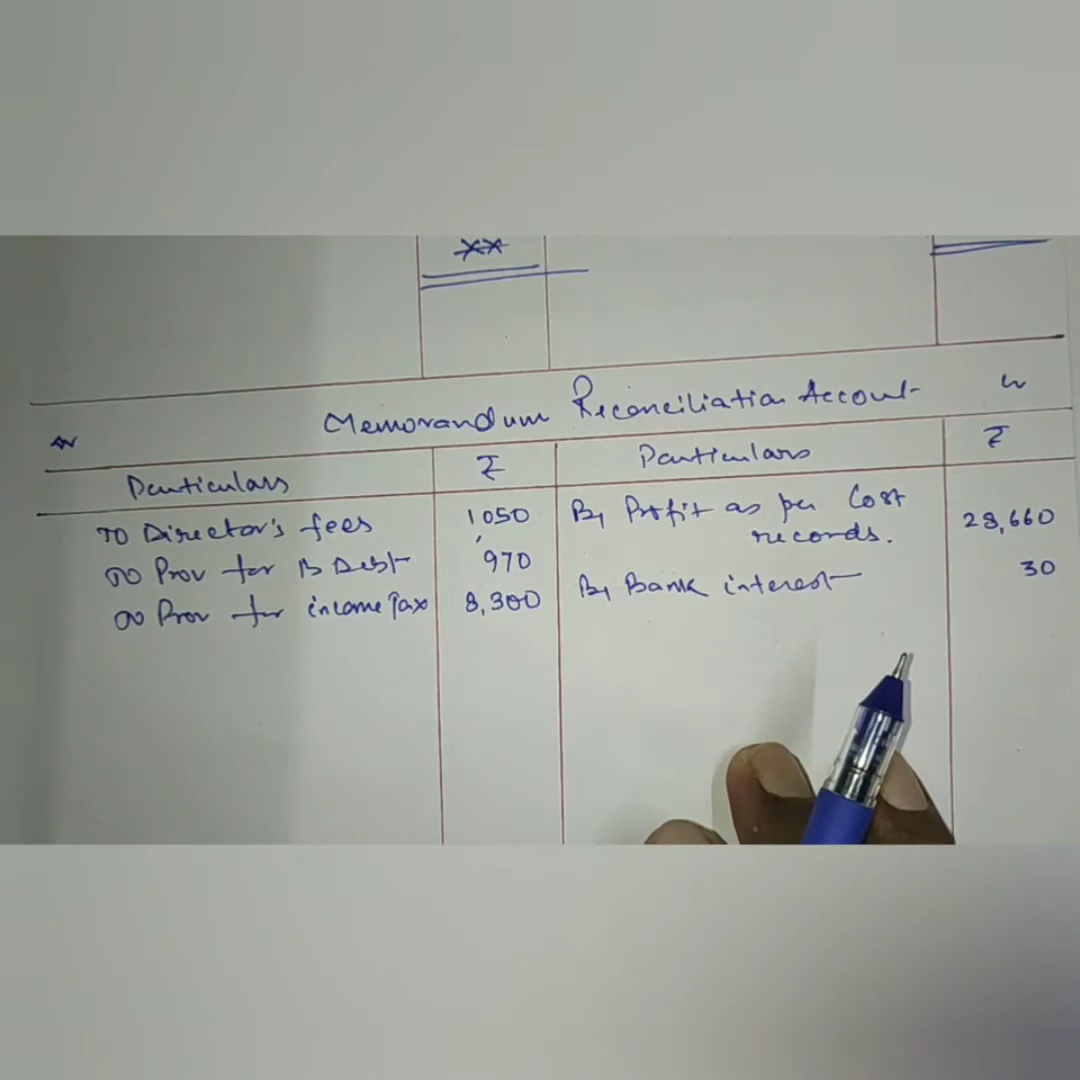 xx
Memorandum Reconciliation Account
Particulars ₹ Particulars ₹
To Director's fees 1050 By Profit as per Cost
records. 28,660
To Prov for B Debt 970
By Bank interest 30
To Prov for income Tax 8,300